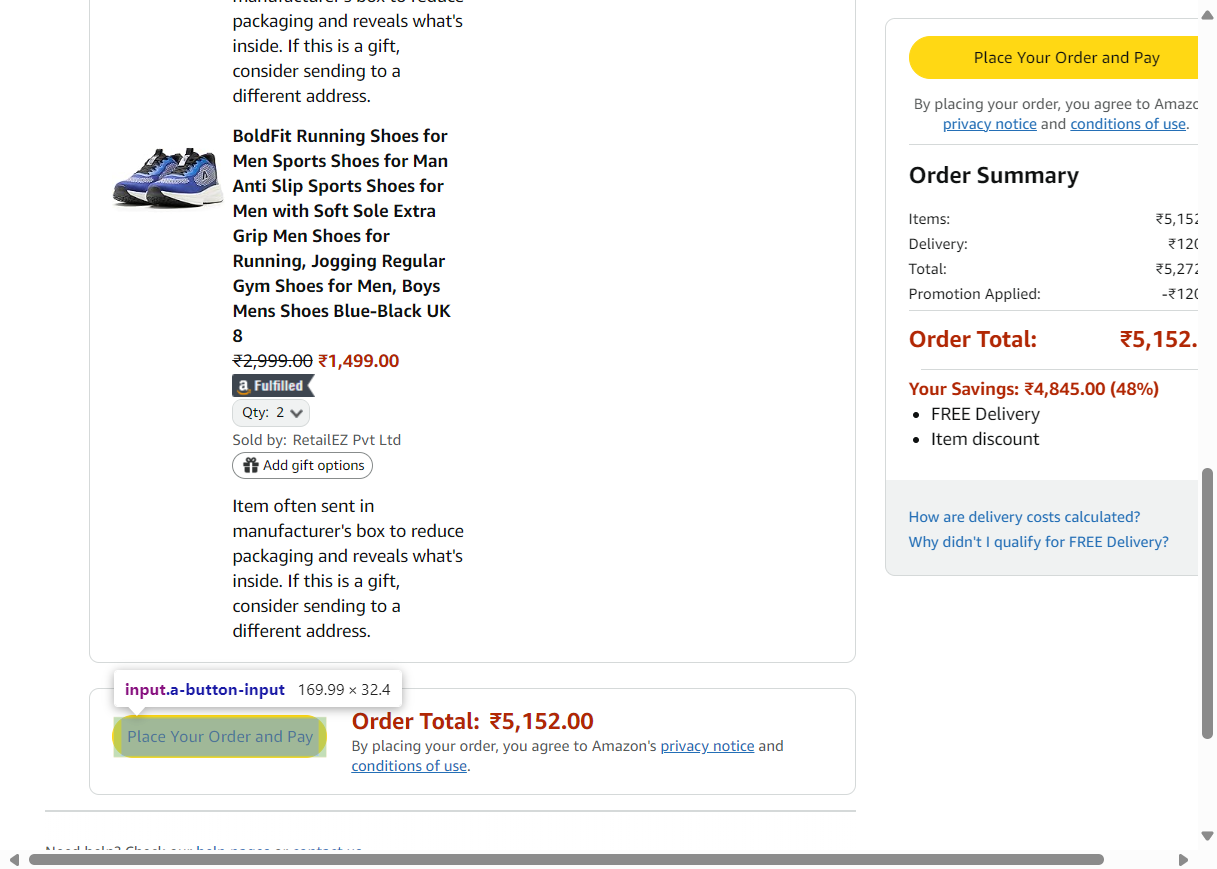 packaging and reveals what's
inside. If this is a gift,
consider sending to a
different address.
BoldFit Running Shoes for
Men Sports Shoes for Man
Anti Slip Sports Shoes for
Men with Soft Sole Extra
Grip Men Shoes for
Running, Jogging Regular
Gym Shoes for Men, Boys
Mens Shoes Blue-Black UK
8
₹2,999.00 ₹1,499.00
a Fulfilled
Qty: 2
Sold by: RetailEZ Pvt Ltd
Add gift options
Item often sent in
manufacturer's box to reduce
packaging and reveals what's
inside. If this is a gift,
consider sending to a
different address.
input.a-button-input 169.99 × 32.4
Place Your Order and Pay
Order Total: ₹5,152.00
By placing your order, you agree to Amazon's privacy notice and
conditions of use.
Place Your Order and Pay
By placing your order, you agree to Amazo
privacy notice and conditions of use.
Order Summary
Items: ₹5,152
Delivery: ₹120
Total: ₹5,272
Promotion Applied: -₹120
Order Total: ₹5,152.
Your Savings: ₹4,845.00 (48%)
• FREE Delivery
• Item discount
How are delivery costs calculated?
Why didn't I qualify for FREE Delivery?